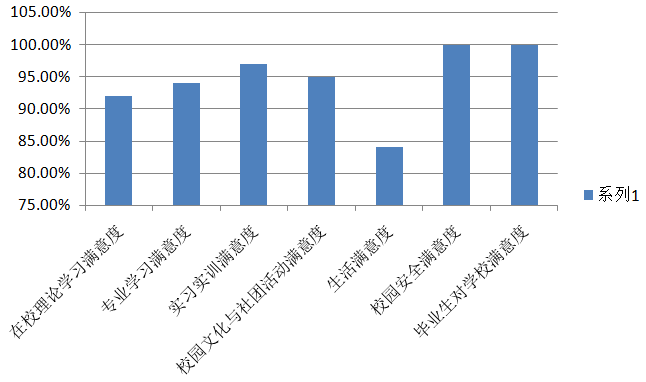 105.00%
100.00%
95.00%
90.00%
85.00%
80.00%
75.00%
系列1
在校理论学习满意度
专业学习满意度
实习实训满意度
校园文化与社团活动满意度
生活满意度
校园安全满意度
毕业生对学校满意度